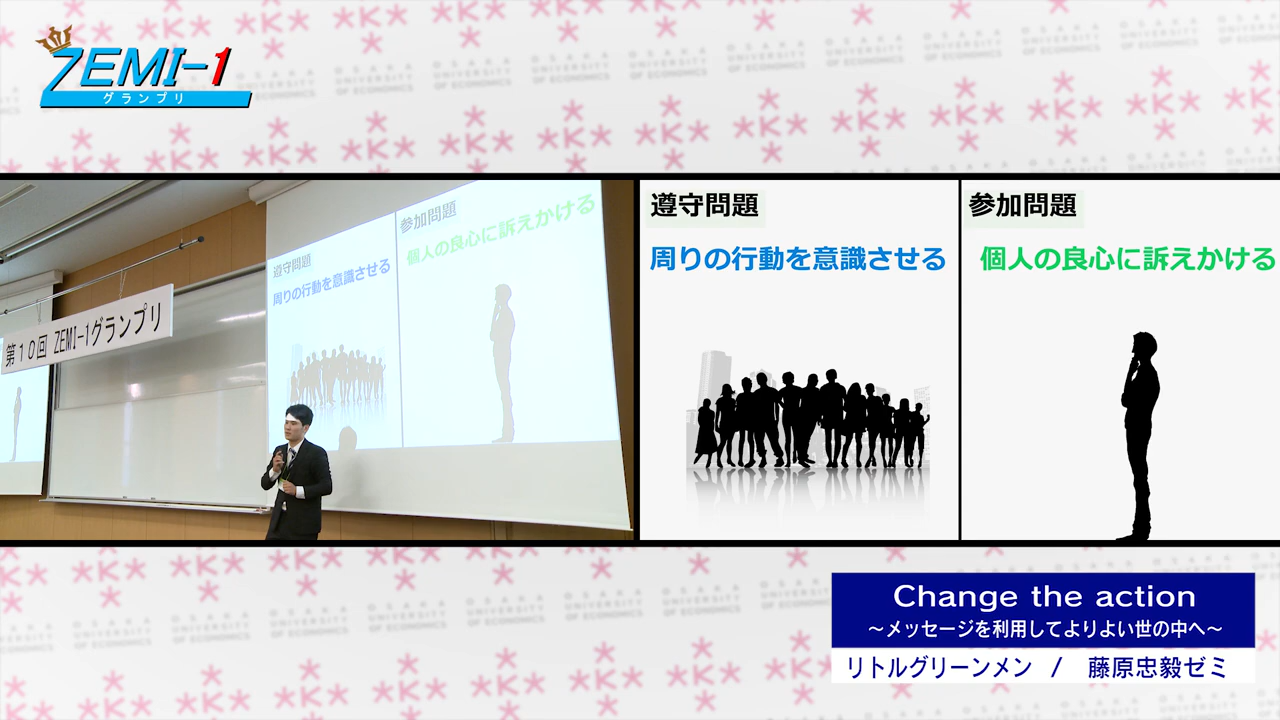 ZEMI-1
グランプリ
OSAKA
UNIVERSITY
OF ECONOMICS
第10回 ZEMI-1グランプリ
遵守問題
周りの行動を意識させる
参加問題
個人の良心に訴えかける
遵守問題
周りの行動を意識させる
参加問題
個人の良心に訴えかける
Change the action
～メッセージを利用してよりよい世の中へ～
リトルグリーンメン / 藤原忠毅ゼミ